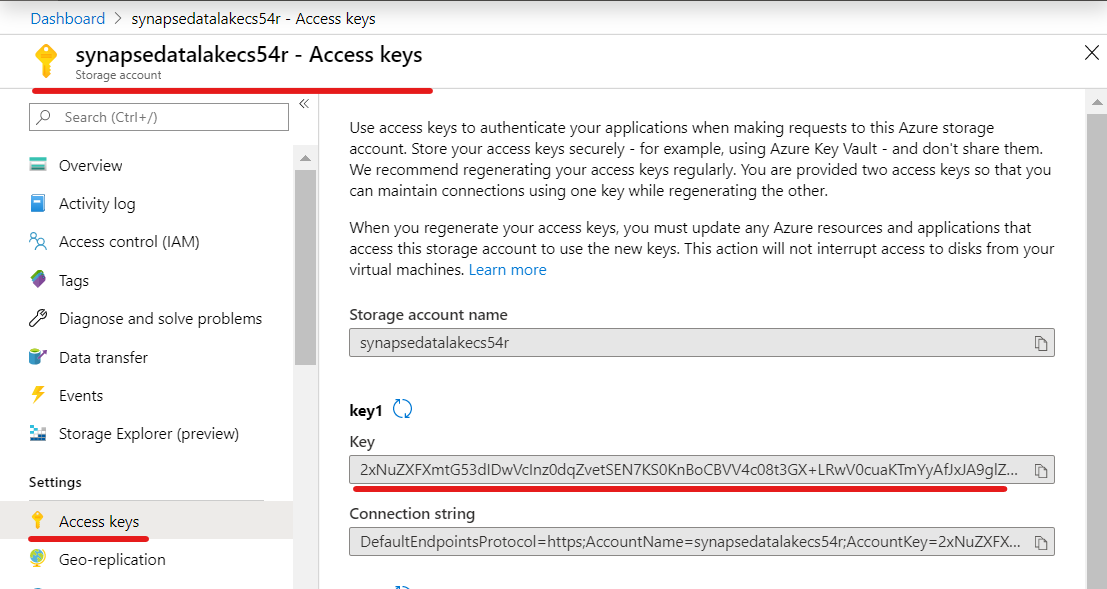 Dashboard > synapsedatalakecs54r - Access keys
synapsedatalakecs54r - Access keys
Storage account
Search (Ctrl+/)
Overview
Activity log
Access control (IAM)
Tags
Diagnose and solve problems
Data transfer
Events
Storage Explorer (preview)
Settings
Access keys
Geo-replication
Use access keys to authenticate your applications when making requests to this Azure storage
account. Store your access keys securely - for example, using Azure Key Vault - and don't share them.
We recommend regenerating your access keys regularly. You are provided two access keys so that you
can maintain connections using one key while regenerating the other.
When you regenerate your access keys, you must update any Azure resources and applications that
access this storage account to use the new keys. This action will not interrupt access to disks from your
virtual machines. Learn more
Storage account name
synapsedatalakecs54r
key1
Key
Connection string
DefaultEndpointsProtocol=https;AccountName=synapsedatalakecs54r;AccountKey=2xNuZXFX...